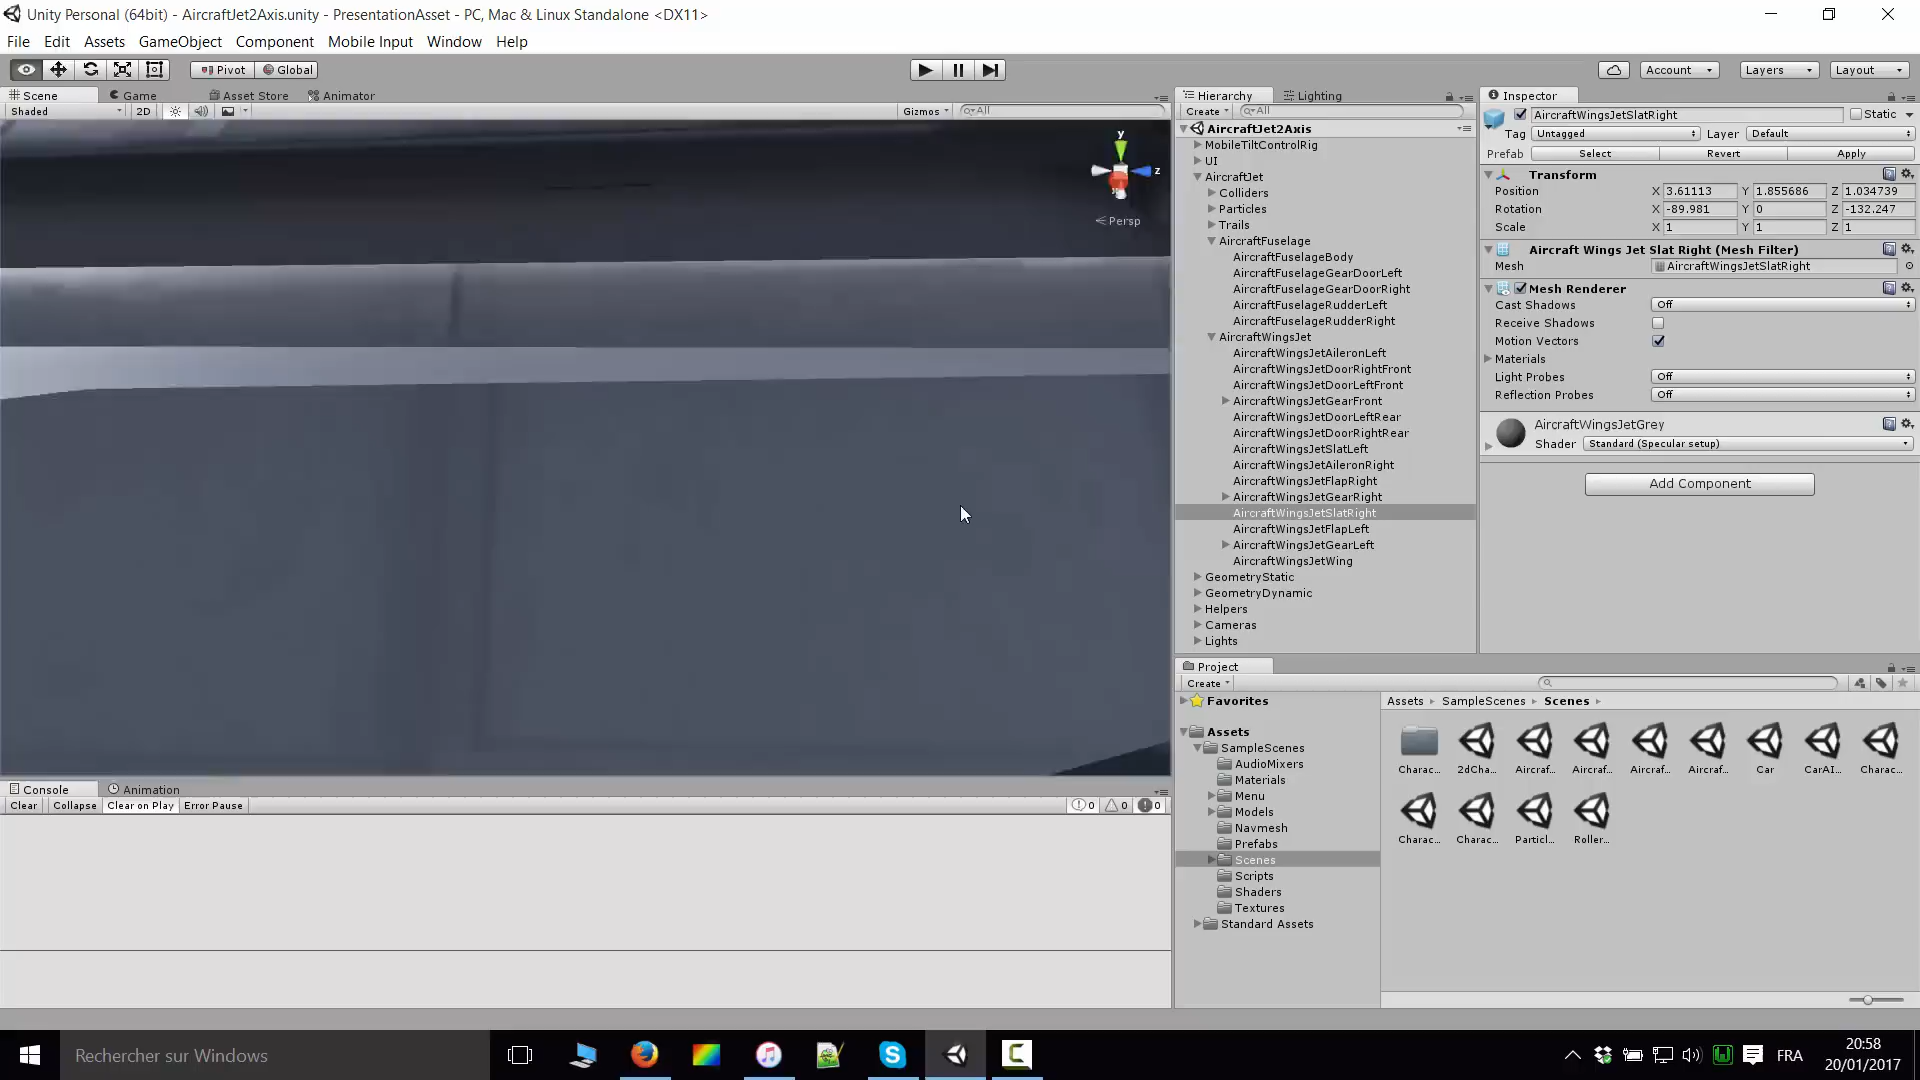 Unity Personal (64bit) - AircraftJet2Axis.unity - PresentationAsset - PC, Mac & Linux Standalone <DX11>
File Edit Assets GameObject Component Mobile Input Window Help
Pivot Global Account Layers Layout
Scene Game Asset Store Animator
Shaded 2D Gizmos All
y
z
Persp
Hierarchy Lighting
Create All
AircraftJet2Axis
MobileTiltControlRig
UI
AircraftJet
Colliders
Particles
Trails
AircraftFuselage
AircraftFuselageBody
AircraftFuselageGearDoorLeft
AircraftFuselageGearDoorRight
AircraftFuselageRudderLeft
AircraftFuselageRudderRight
AircraftWingsJet
AircraftWingsJetAileronLeft
AircraftWingsJetDoorRightFront
AircraftWingsJetDoorLeftFront
AircraftWingsJetGearFront
AircraftWingsJetDoorLeftRear
AircraftWingsJetDoorRightRear
AircraftWingsJetSlatLeft
AircraftWingsJetAileronRight
AircraftWingsJetFlapRight
AircraftWingsJetGearRight
AircraftWingsJetSlatRight
AircraftWingsJetFlapLeft
AircraftWingsJetGearLeft
AircraftWingsJetWing
GeometryStatic
GeometryDynamic
Helpers
Cameras
Lights
Inspector
AircraftWingsJetSlatRight Static
Tag Untagged Layer Default
Prefab Select Revert Apply
Transform
Position X 3.61113 Y 1.855686 Z 1.034739
Rotation X -89.981 Y 0 Z -132.247
Scale X 1 Y 1 Z 1
Aircraft Wings Jet Slat Right (Mesh Filter)
Mesh AircraftWingsJetSlatRight
Mesh Renderer
Cast Shadows Off
Receive Shadows
Motion Vectors
Materials
Light Probes Off
Reflection Probes Off
AircraftWingsJetGrey
Shader Standard (Specular setup)
Add Component
Project
Create
Favorites
Assets
SampleScenes
AudioMixers
Materials
Menu
Models
Navmesh
Prefabs
Scenes
Scripts
Shaders
Textures
Standard Assets
Assets SampleScenes Scenes
Charac... 2dCha... Aircraf... Aircraf... Aircraf... Aircraf... Car CarAI... Charac...
Charac... Charac... Particl... Roller...
Console Animation
Clear Collapse Clear on Play Error Pause 0 0 0
Rechercher sur Windows
FRA
20:58
20/01/2017